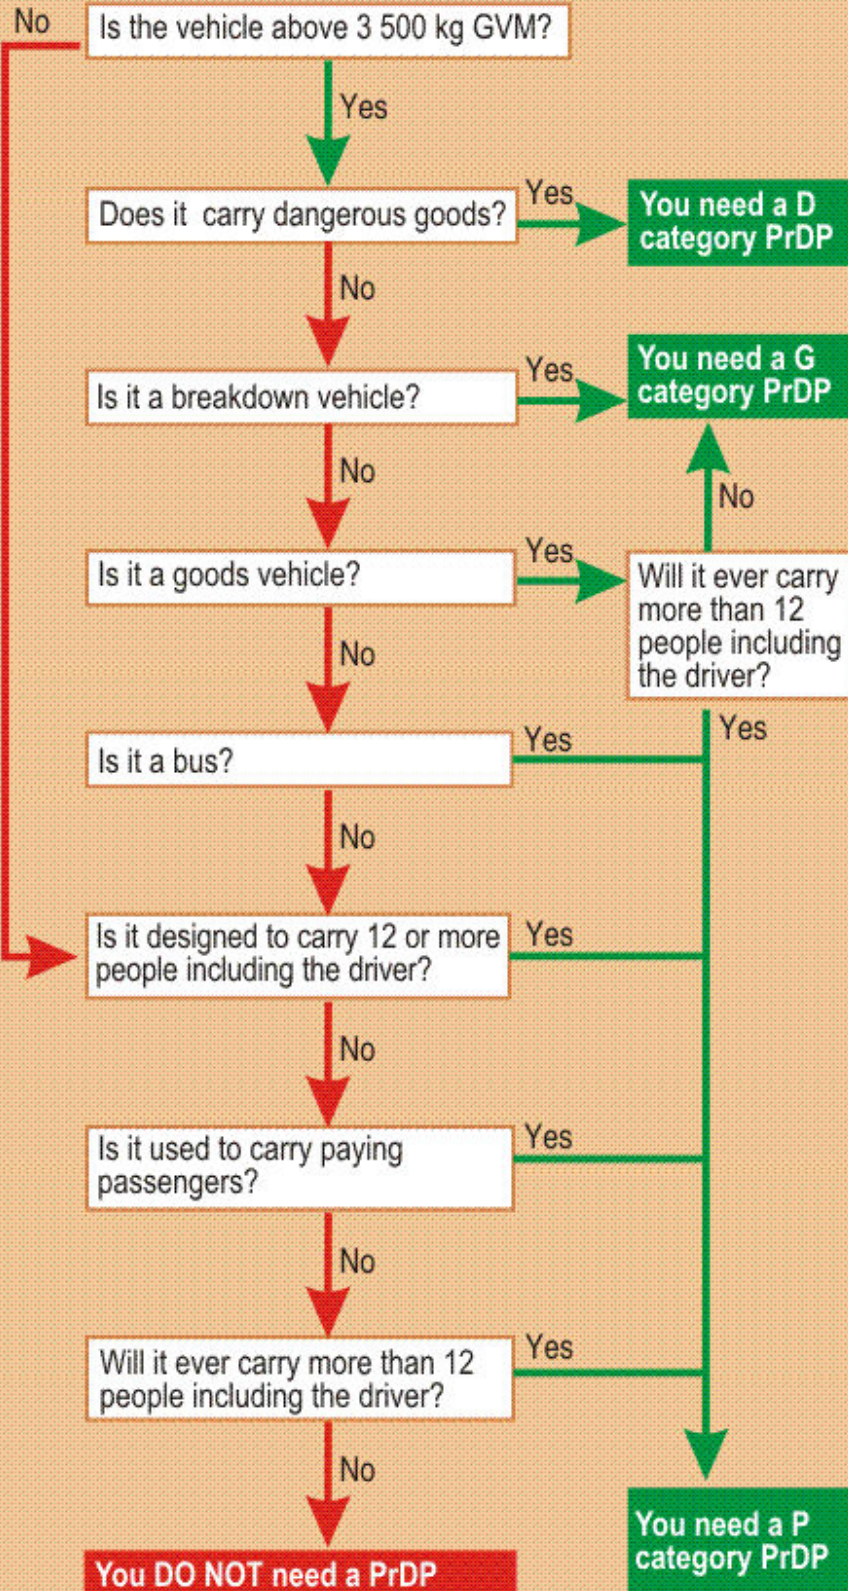 No
Is the vehicle above 3 500 kg GVM?
Yes
Does it carry dangerous goods?
Yes
You need a D
category PrDP
No
Is it a breakdown vehicle?
Yes
You need a G
category PrDP
No
No
Is it a goods vehicle?
Yes
Will it ever carry
more than 12
people including
the driver?
No
Yes
Is it a bus?
Yes
No
Is it designed to carry 12 or more
people including the driver?
Yes
No
Is it used to carry paying
passengers?
Yes
No
Will it ever carry more than 12
people including the driver?
Yes
No
You DO NOT need a PrDP
You need a P
category PrDP